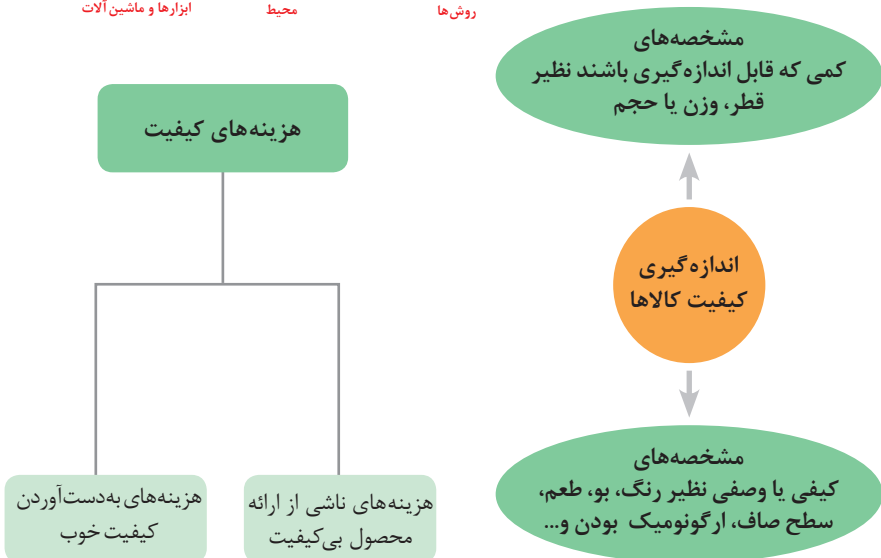 روش‌ها
محیط
ابزارها و ماشین‌آلات
مشخصه‌های
کمی که قابل اندازه‌گیری باشند نظیر
قطر، وزن یا حجم
اندازه‌گیری
کیفیت کالاها
مشخصه‌های
کیفی یا وصفی نظیر رنگ، بو، طعم،
سطح صاف، ارگونومیک بودن و...
هزینه‌های کیفیت
هزینه‌های ناشی از ارائه
محصول بی‌کیفیت
هزینه‌های به‌دست‌آوردن
کیفیت خوب